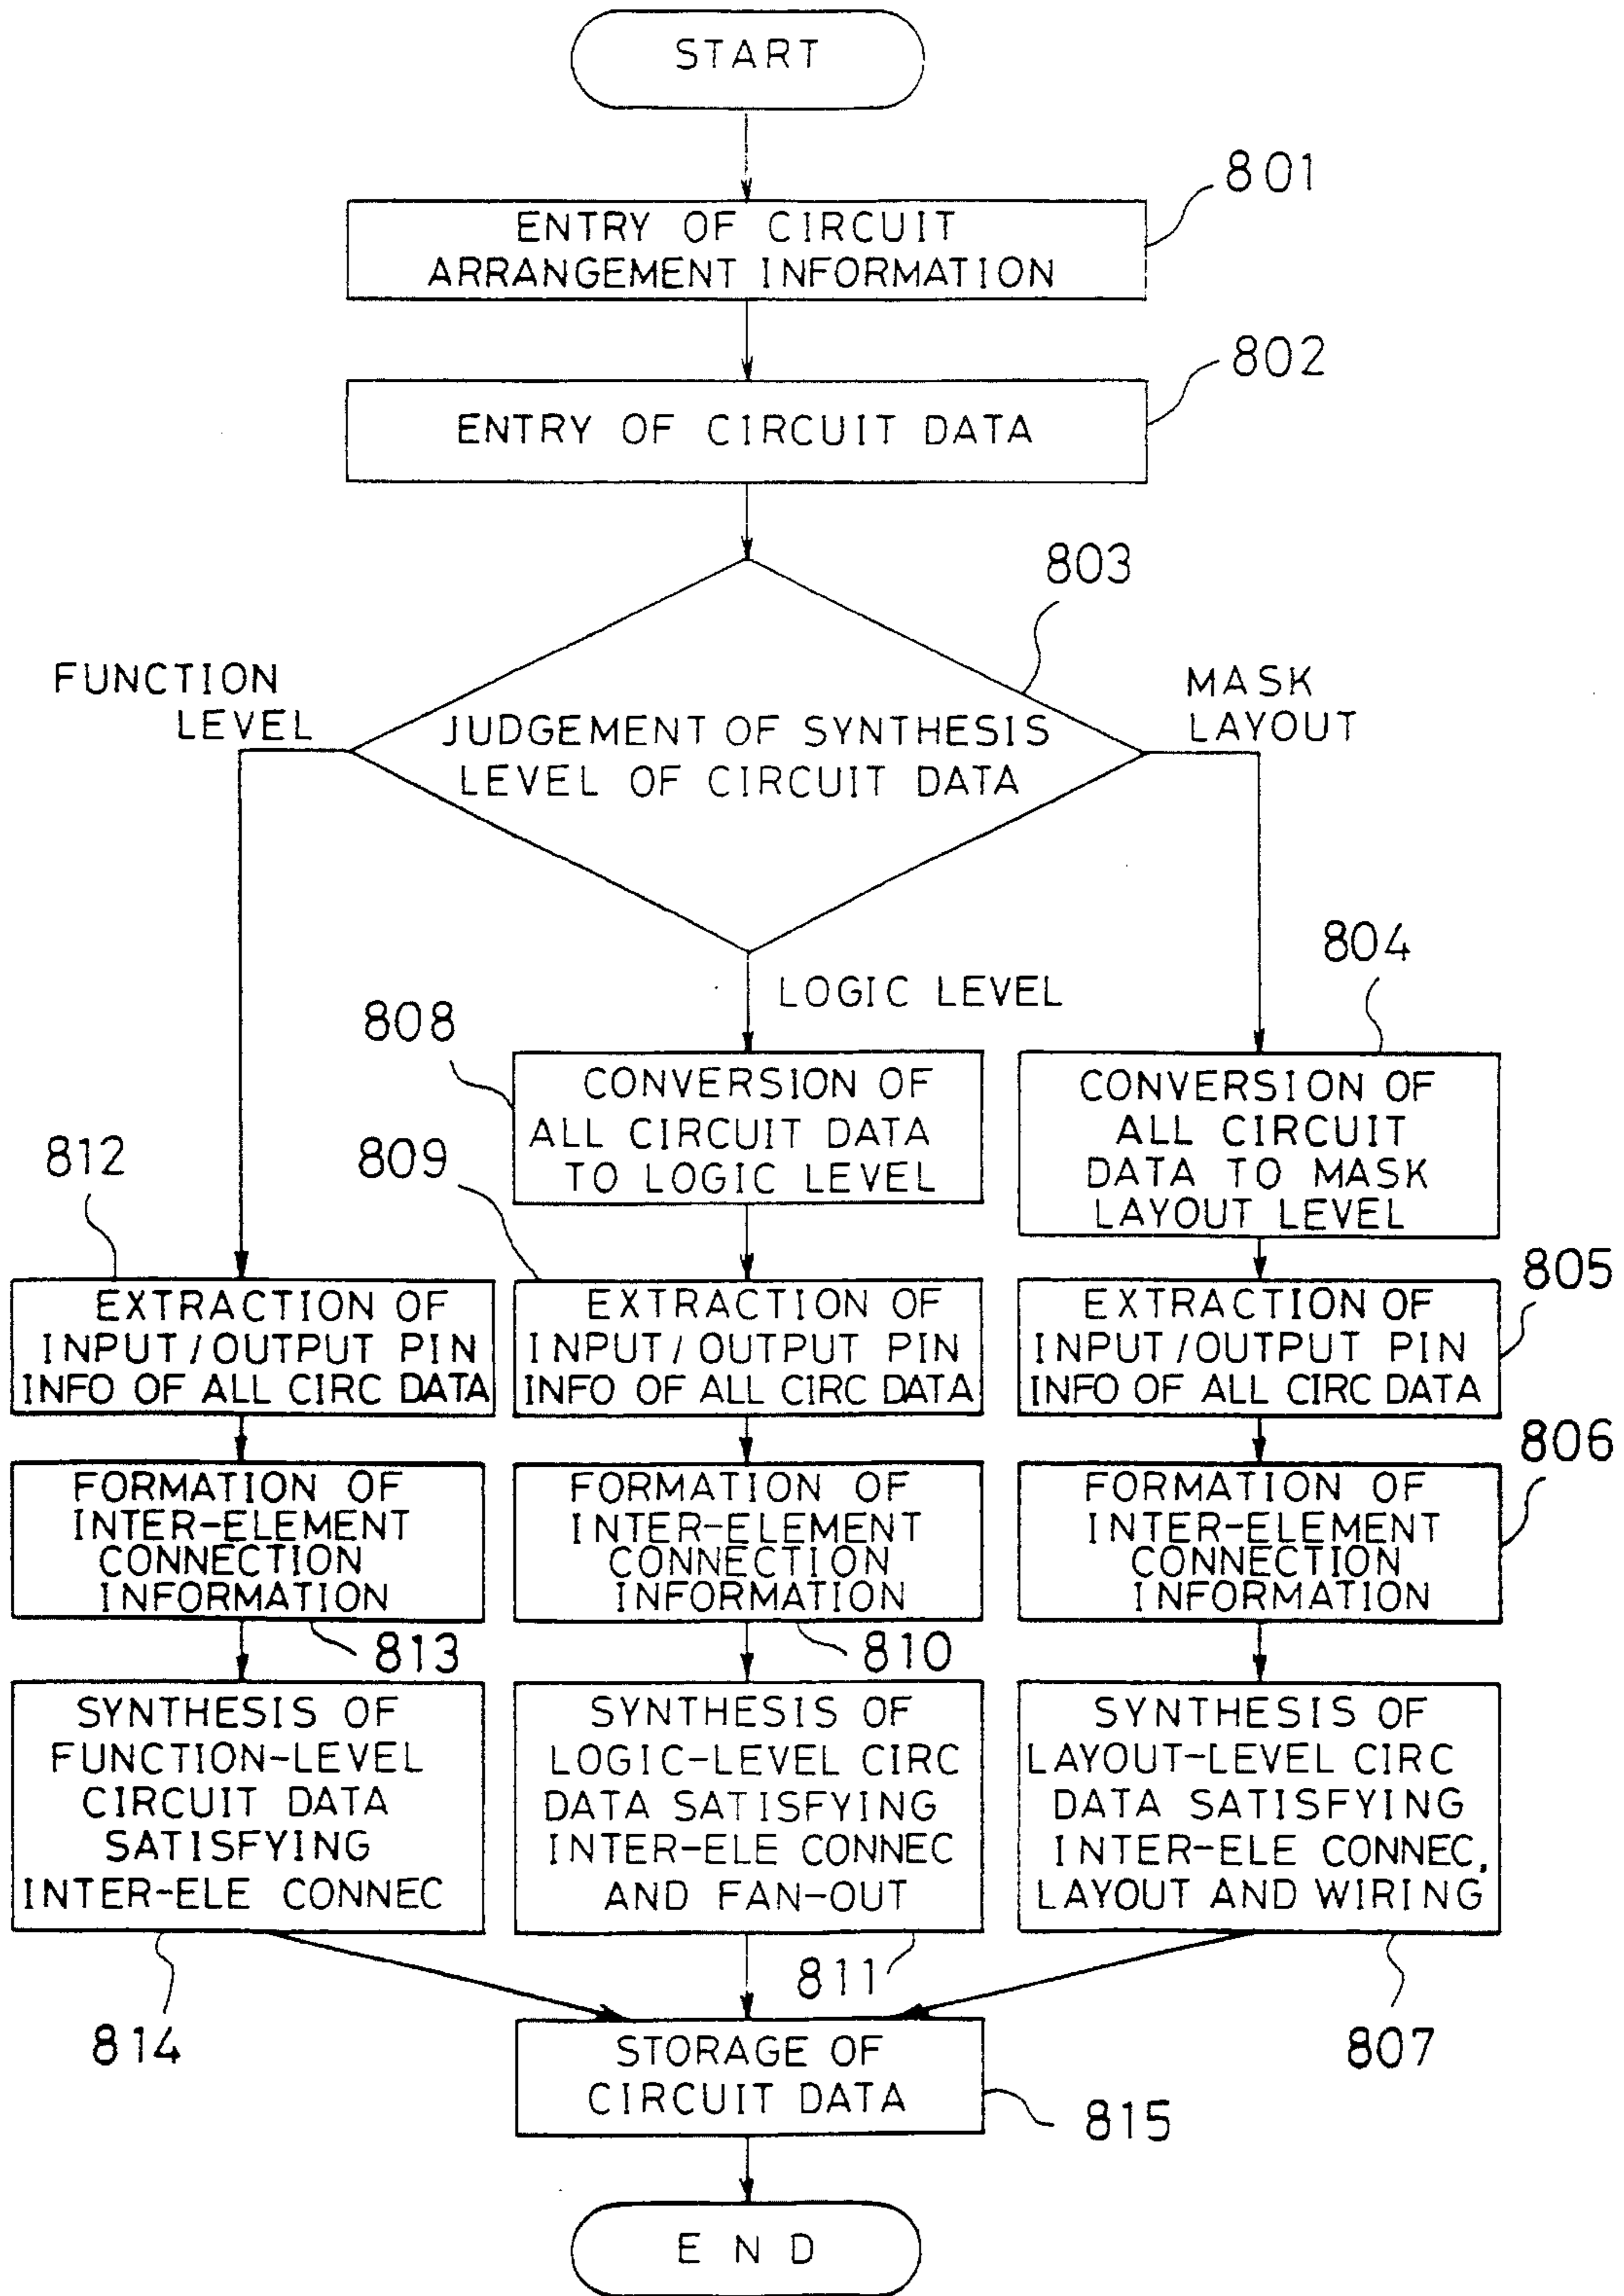 START
801
ENTRY OF CIRCUIT
ARRANGEMENT INFORMATION
802
ENTRY OF CIRCUIT DATA
803
FUNCTION
LEVEL
MASK
LAYOUT
JUDGEMENT OF SYNTHESIS
LEVEL OF CIRCUIT DATA
LOGIC LEVEL
804
808
CONVERSION OF
ALL CIRCUIT DATA
TO LOGIC LEVEL
CONVERSION OF
ALL CIRCUIT
DATA TO MASK
LAYOUT LEVEL
812
809
805
EXTRACTION OF
INPUT/OUTPUT PIN
INFO OF ALL CIRC DATA
EXTRACTION OF
INPUT/OUTPUT PIN
INFO OF ALL CIRC DATA
EXTRACTION OF
INPUT/OUTPUT PIN
INFO OF ALL CIRC DATA
806
FORMATION OF
INTER-ELEMENT
CONNECTION
INFORMATION
FORMATION OF
INTER-ELEMENT
CONNECTION
INFORMATION
FORMATION OF
INTER-ELEMENT
CONNECTION
INFORMATION
813
810
SYNTHESIS OF
FUNCTION-LEVEL
CIRCUIT DATA
SATISFYING
INTER-ELE CONNEC
SYNTHESIS OF
LOGIC-LEVEL CIRC
DATA SATISFYING
INTER-ELE CONNEC
AND FAN-OUT
SYNTHESIS OF
LAYOUT-LEVEL CIRC
DATA SATISFYING
INTER-ELE CONNEC,
LAYOUT AND WIRING
811
814
807
STORAGE OF
CIRCUIT DATA
815
END